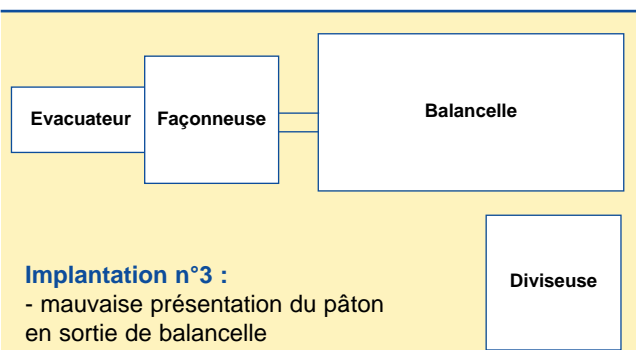 Evacuateur
Façonneuse
Balancelle
Diviseuse
Implantation n°3 :
- mauvaise présentation du pâton
en sortie de balancelle